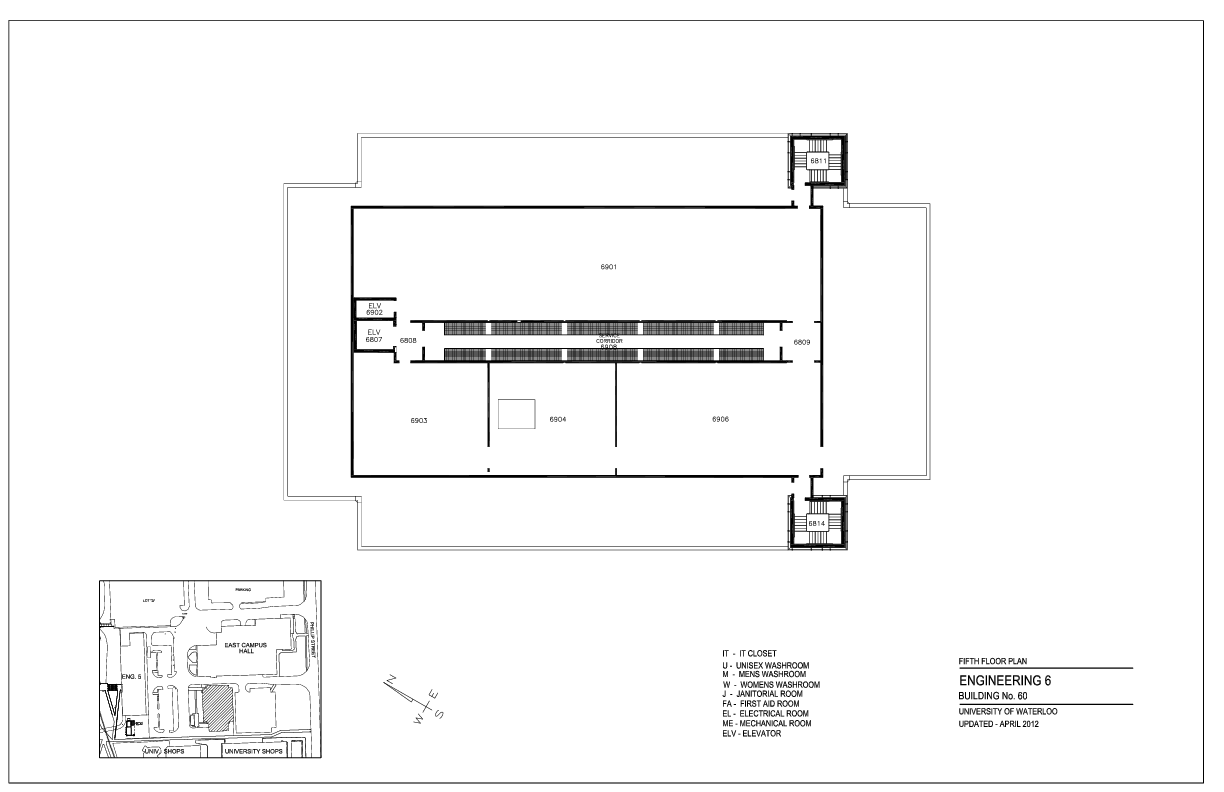 6811
6901
ELV
6902
ELV
6807
6808
SERVICE
CORRIDOR
6908
6809
6903
6904
6906
6814
PARKING
EAST CAMPUS
HALL
PHILLIP STREET
ENG. 5
UNIV. SHOPS
UNIVERSITY SHOPS
N
E
W
S
IT - IT CLOSET
U - UNISEX WASHROOM
M - MENS WASHROOM
W - WOMENS WASHROOM
J - JANITORIAL ROOM
FA - FIRST AID ROOM
EL - ELECTRICAL ROOM
ME - MECHANICAL ROOM
ELV - ELEVATOR
FIFTH FLOOR PLAN
ENGINEERING 6
BUILDING No. 60
UNIVERSITY OF WATERLOO
UPDATED - APRIL 2012